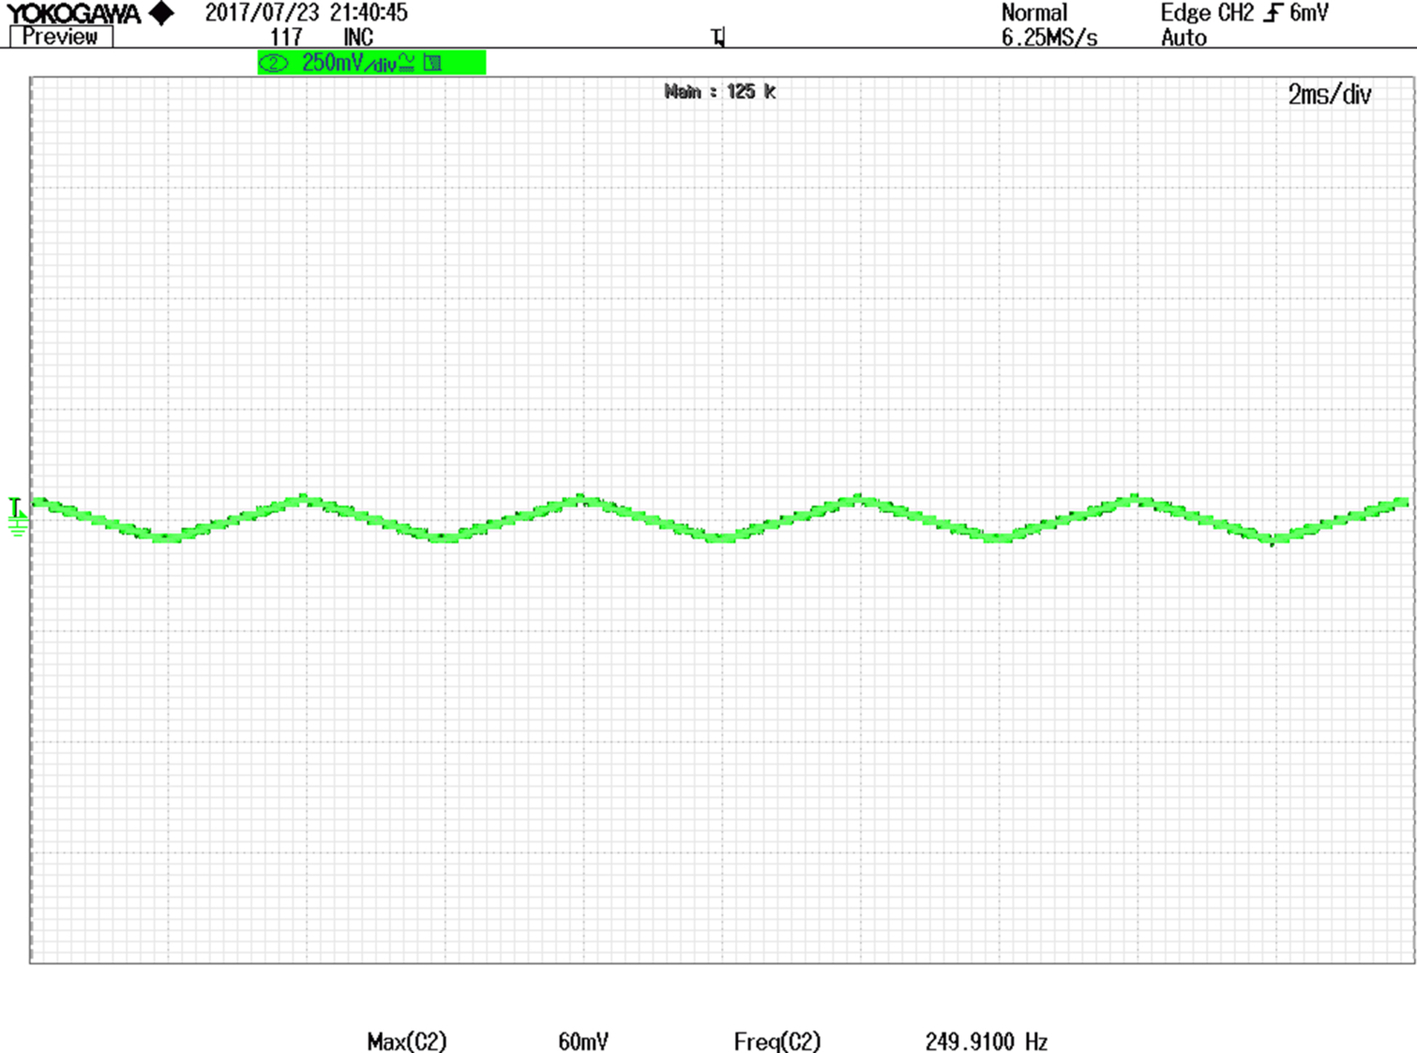 YOKOGAWA 2017/07/23 21:40:45 Normal Edge CH2 6mV
Preview 117 INC T 6.25MS/s Auto
2 250mV/div
Main : 125 k 2ms/div
T
Max(C2) 60mV Freq(C2) 249.9100 Hz